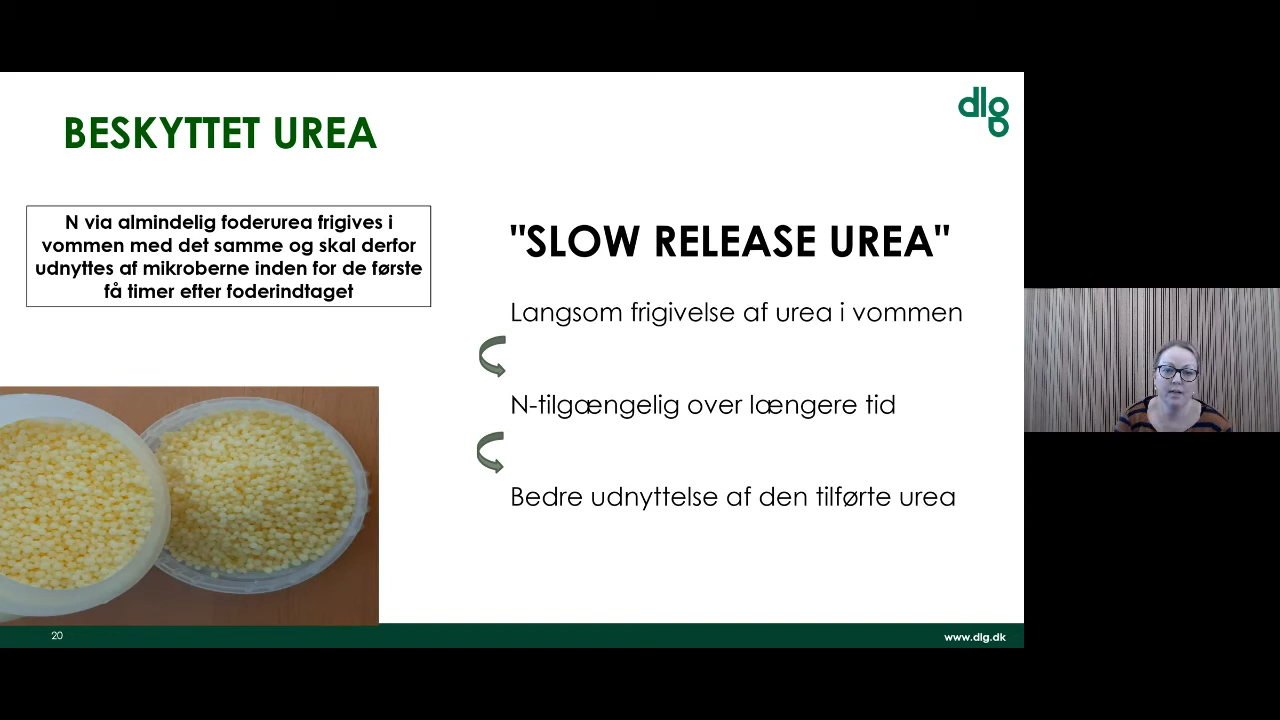 BESKYTTET UREA
dlg
N via almindelig foderurea frigives i
vommen med det samme og skal derfor
udnyttes af mikroberne inden for de første
få timer efter foderindtaget
"SLOW RELEASE UREA"
Langsom frigivelse af urea i vommen
N-tilgængelig over længere tid
Bedre udnyttelse af den tilførte urea
20
www.dlg.dk